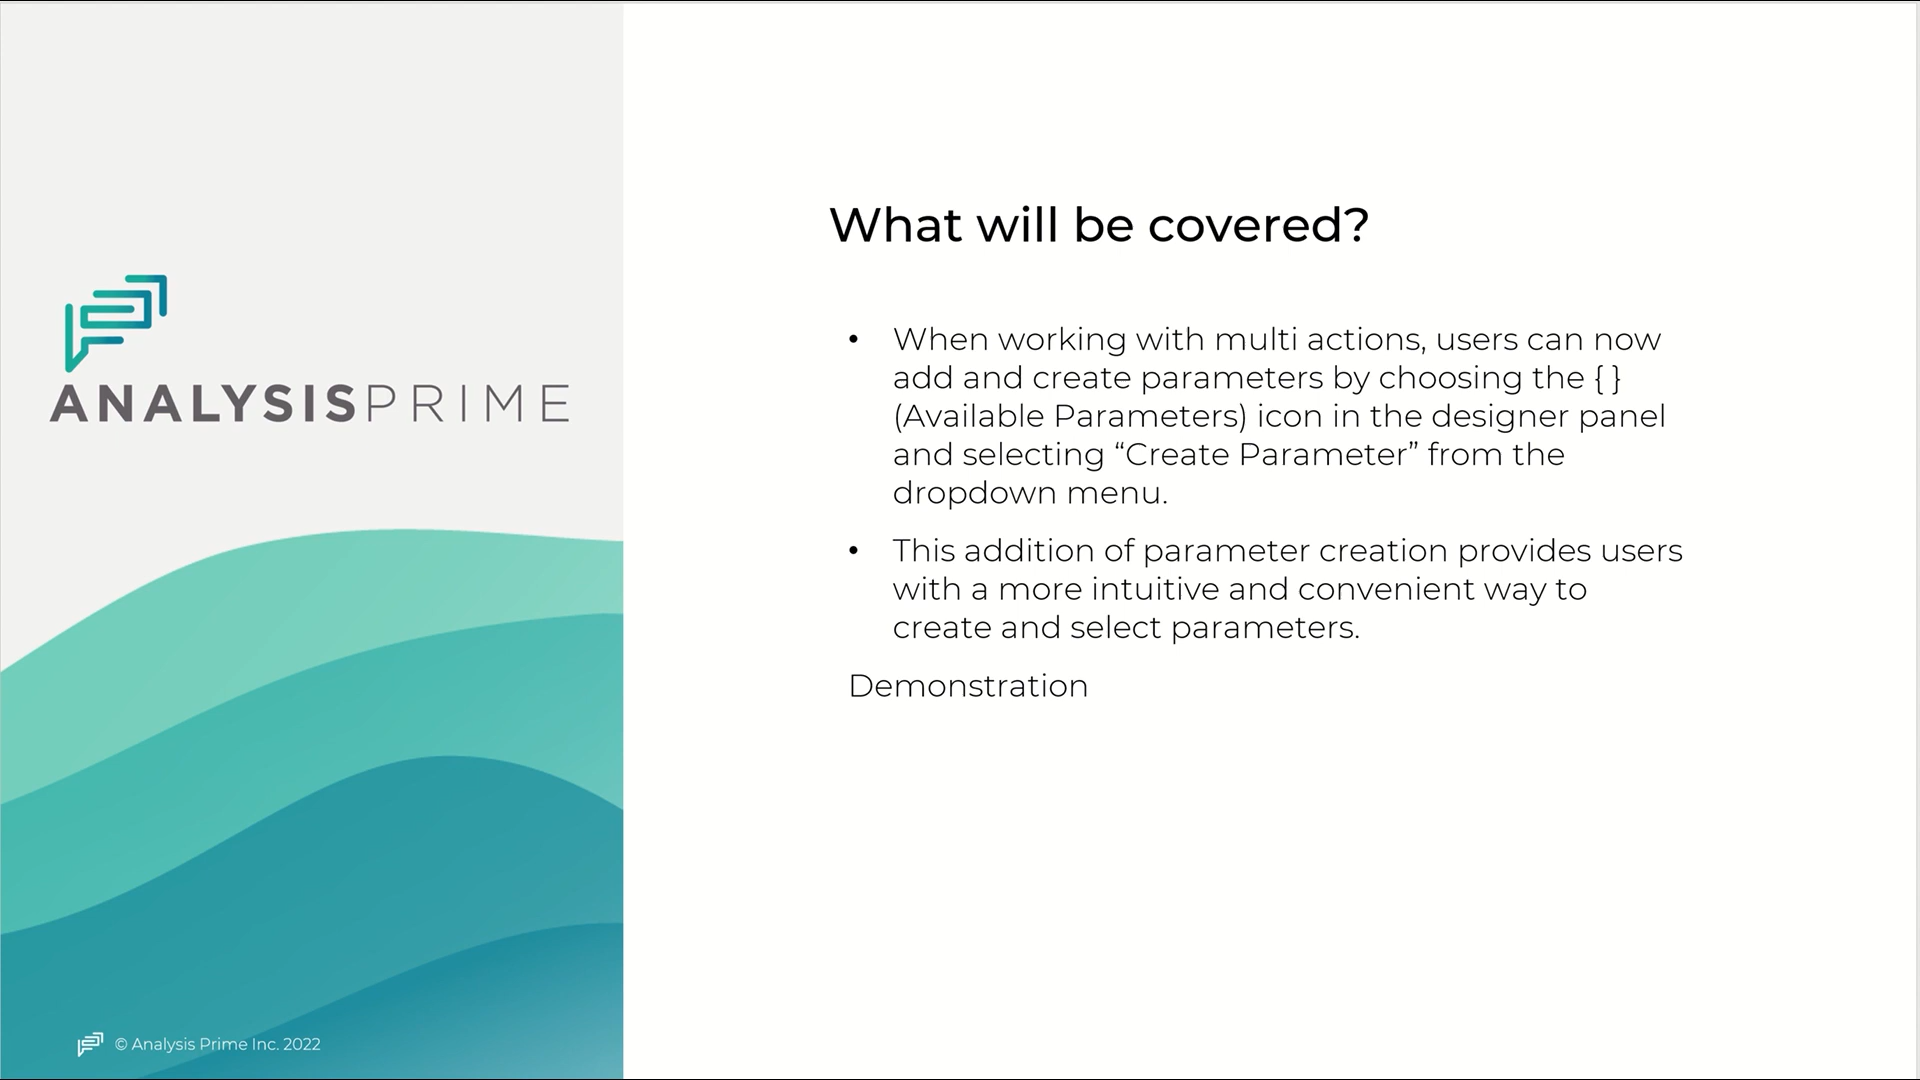 ANALYSISPRIME
© Analysis Prime Inc. 2022
What will be covered?
• When working with multi actions, users can now
add and create parameters by choosing the { }
(Available Parameters) icon in the designer panel
and selecting “Create Parameter” from the
dropdown menu.
• This addition of parameter creation provides users
with a more intuitive and convenient way to
create and select parameters.
Demonstration